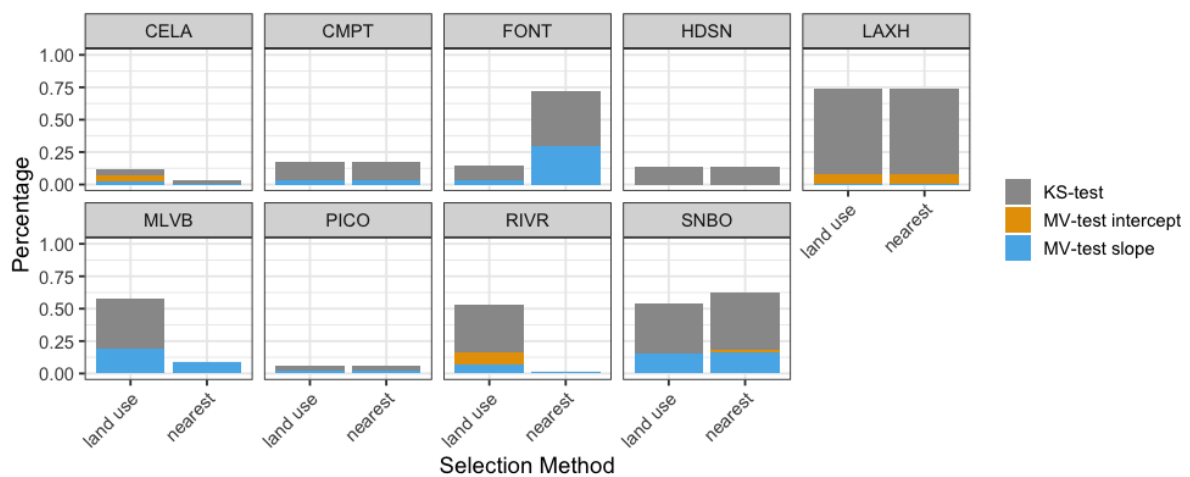 CELA CMPT FONT HDSN LAXH
1.00
0.75
0.50
0.25
0.00
MLVB PICO RIVR SNBO
1.00
0.75
0.50
0.25
0.00
Percentage
land use nearest
land use nearest land use nearest land use nearest land use nearest
Selection Method
KS-test
MV-test intercept
MV-test slope